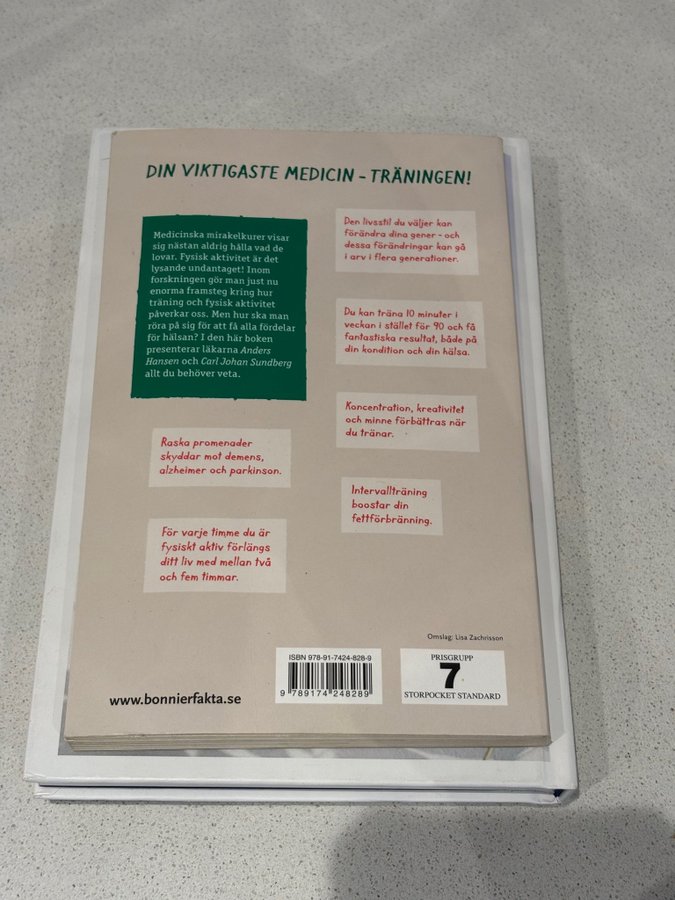 DIN VIKTIGASTE MEDICIN – TRÄNINGEN!
Medicinska mirakelkurer visar
sig nästan aldrig hålla vad de
lovar. Fysisk aktivitet är det
lysande undantaget! Inom
forskningen gör man just nu
enorma framsteg kring hur
träning och fysisk aktivitet
påverkar oss. Men hur ska man
röra på sig för att få alla fördelar
för hälsan? I den här boken
presenterar läkarna Anders
Hansen och Carl Johan Sundberg
allt du behöver veta.
Den livsstil du väljer kan
förändra dina gener – och
dessa förändringar kan gå
i arv i flera generationer.
Du kan träna 10 minuter i
veckan i stället för 90 och få
fantastiska resultat, både på
din kondition och din hälsa.
Koncentration, kreativitet
och minne förbättras när
du tränar.
Raska promenader
skyddar mot demens,
alzheimer och parkinson.
Intervallträning
boostar din
fettförbränning.
För varje timme du är
fysiskt aktiv förlängs
ditt liv med mellan två
och fem timmar.
Omslag: Lisa Zachrisson
ISBN 978-91-7424-828-9
9 789174 248289
PRISGRUPP
7
STORPOCKET STANDARD
www.bonnierfakta.se